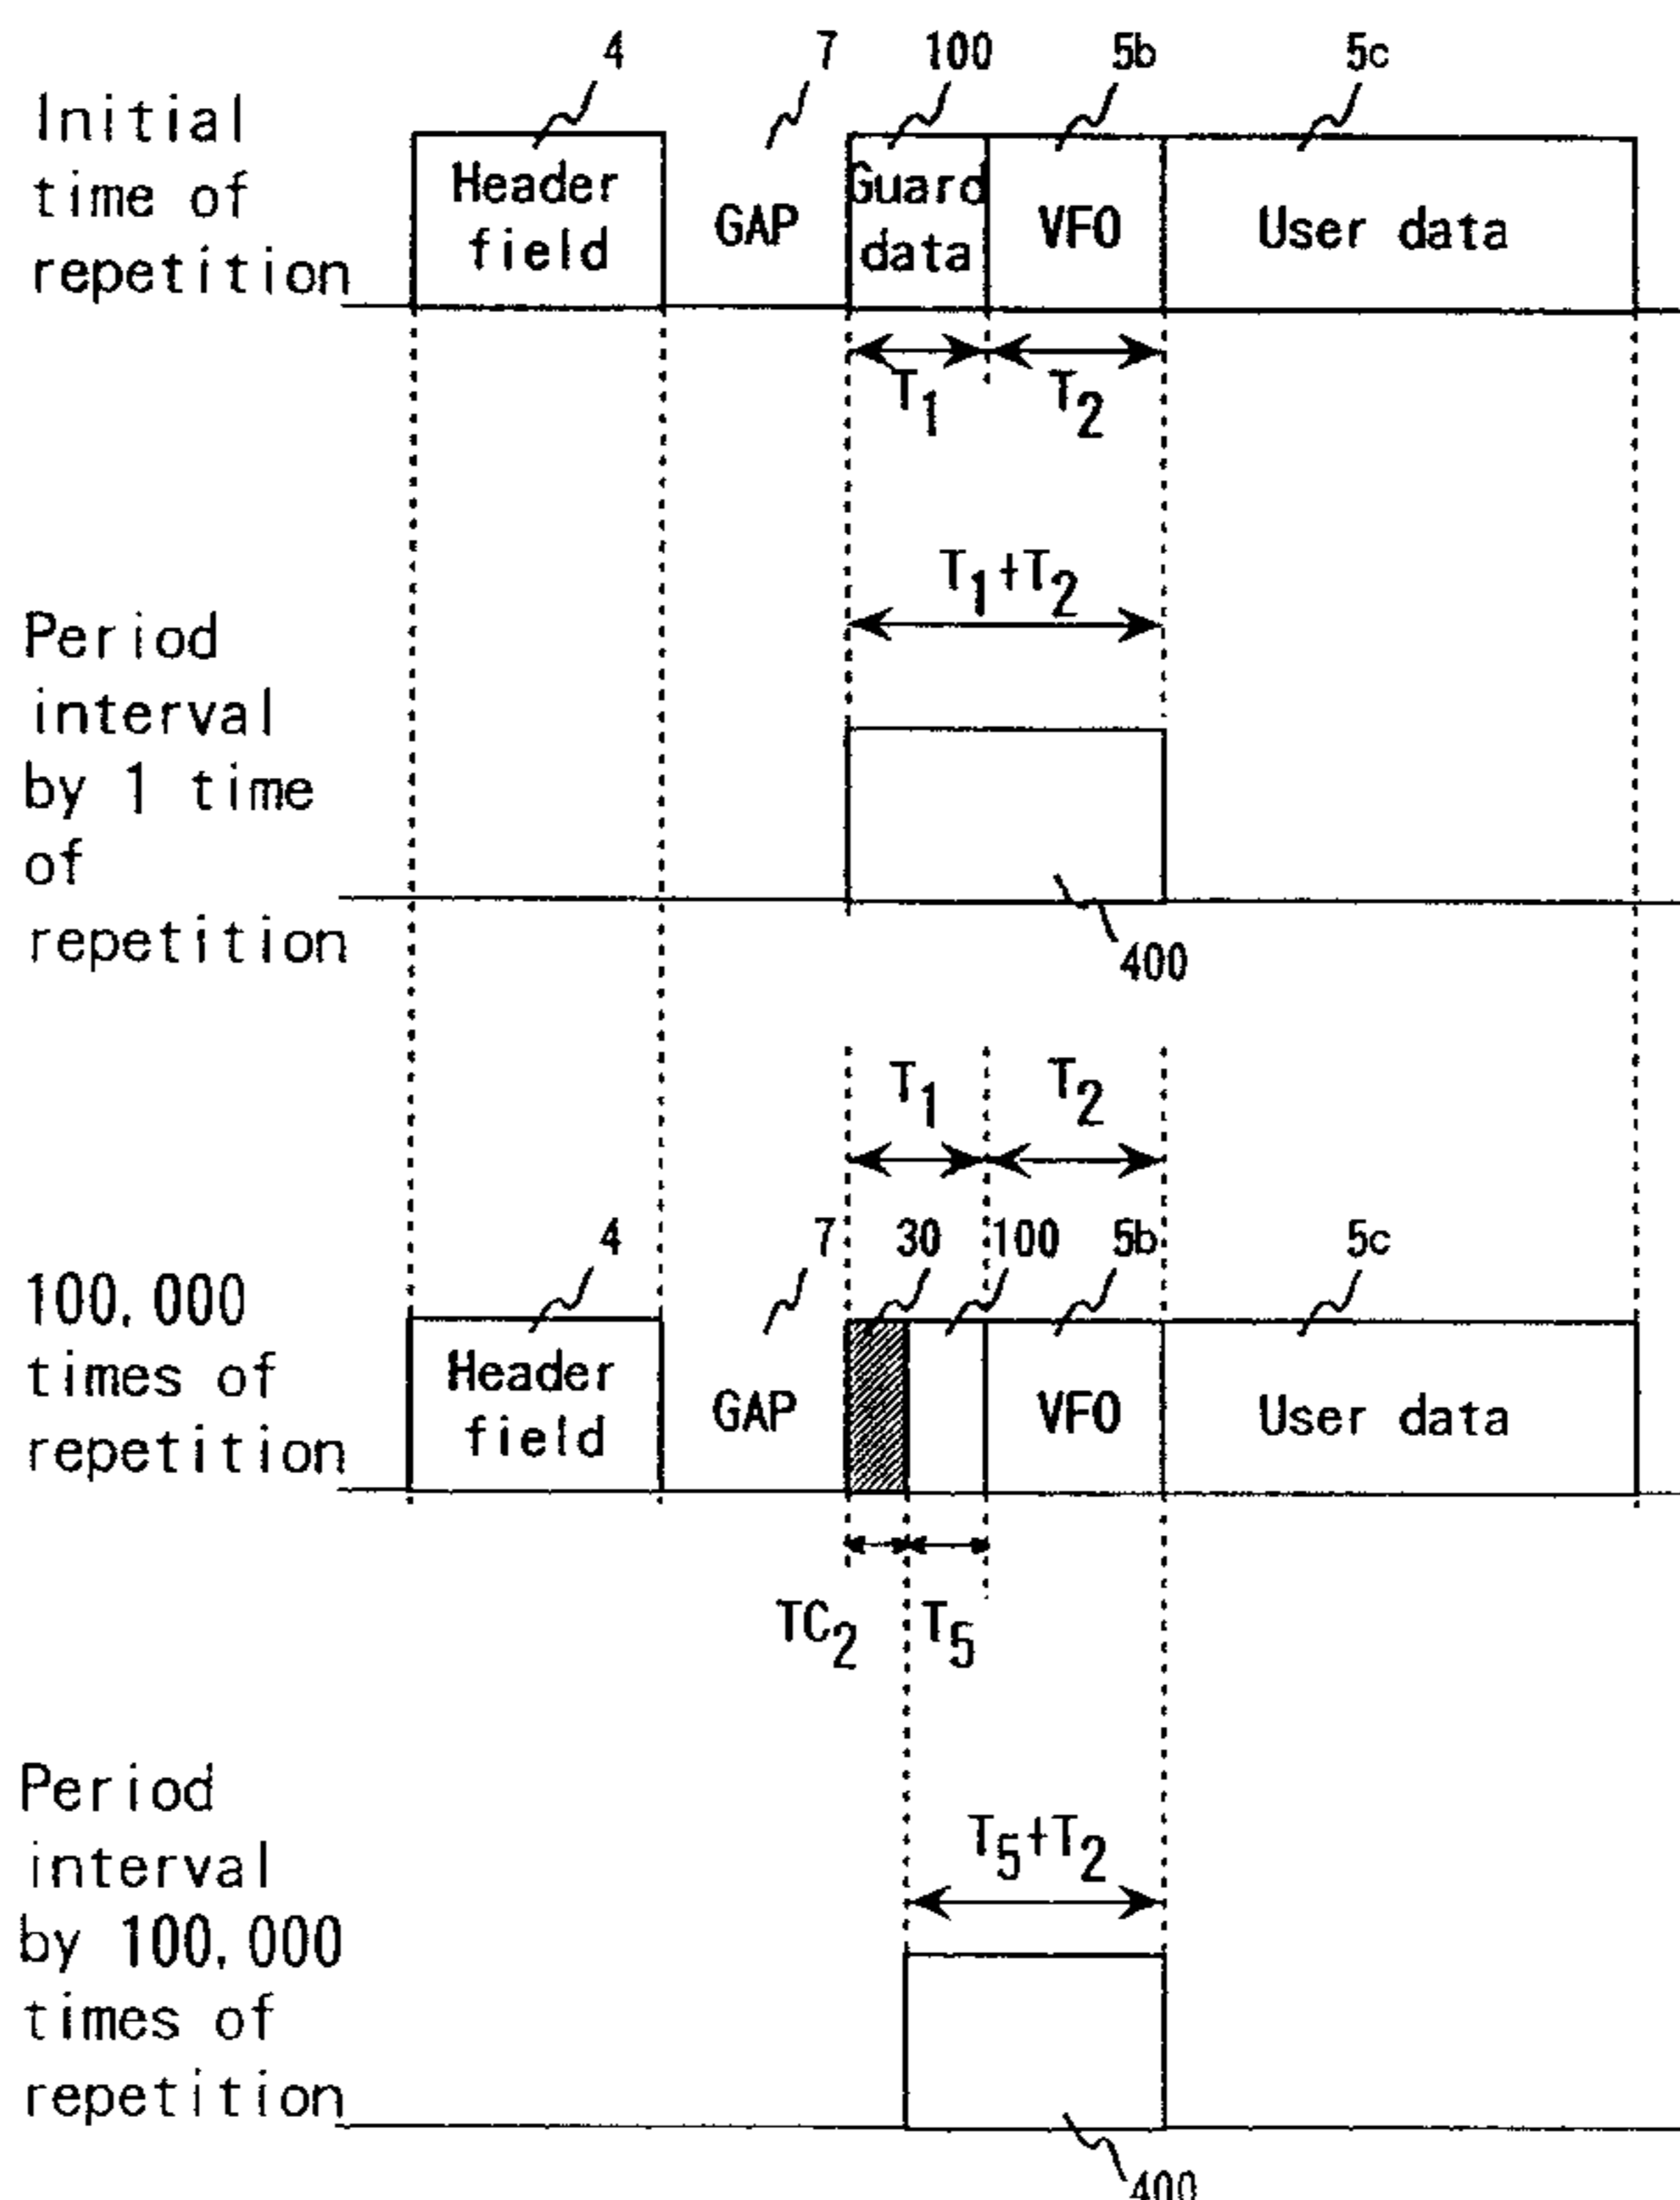 4 7 100 5b 5c
Initial
time of
repetition
Header
field
GAP
Guard
data
VFO
User data
T1 T2
T1+T2
Period
interval
by 1 time
of
repetition
400
T1 T2
4 7 30 100 5b 5c
100,000
times of
repetition
Header
field
GAP
VFO
User data
TC2 T5
T5+T2
Period
interval
by 100,000
times of
repetition
400